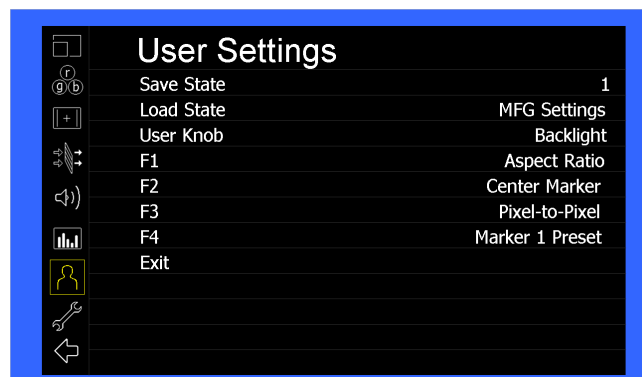 User Settings
r
g b
Save State 1
Load State MFG Settings
User Knob Backlight
F1 Aspect Ratio
F2 Center Marker
F3 Pixel-to-Pixel
F4 Marker 1 Preset
Exit